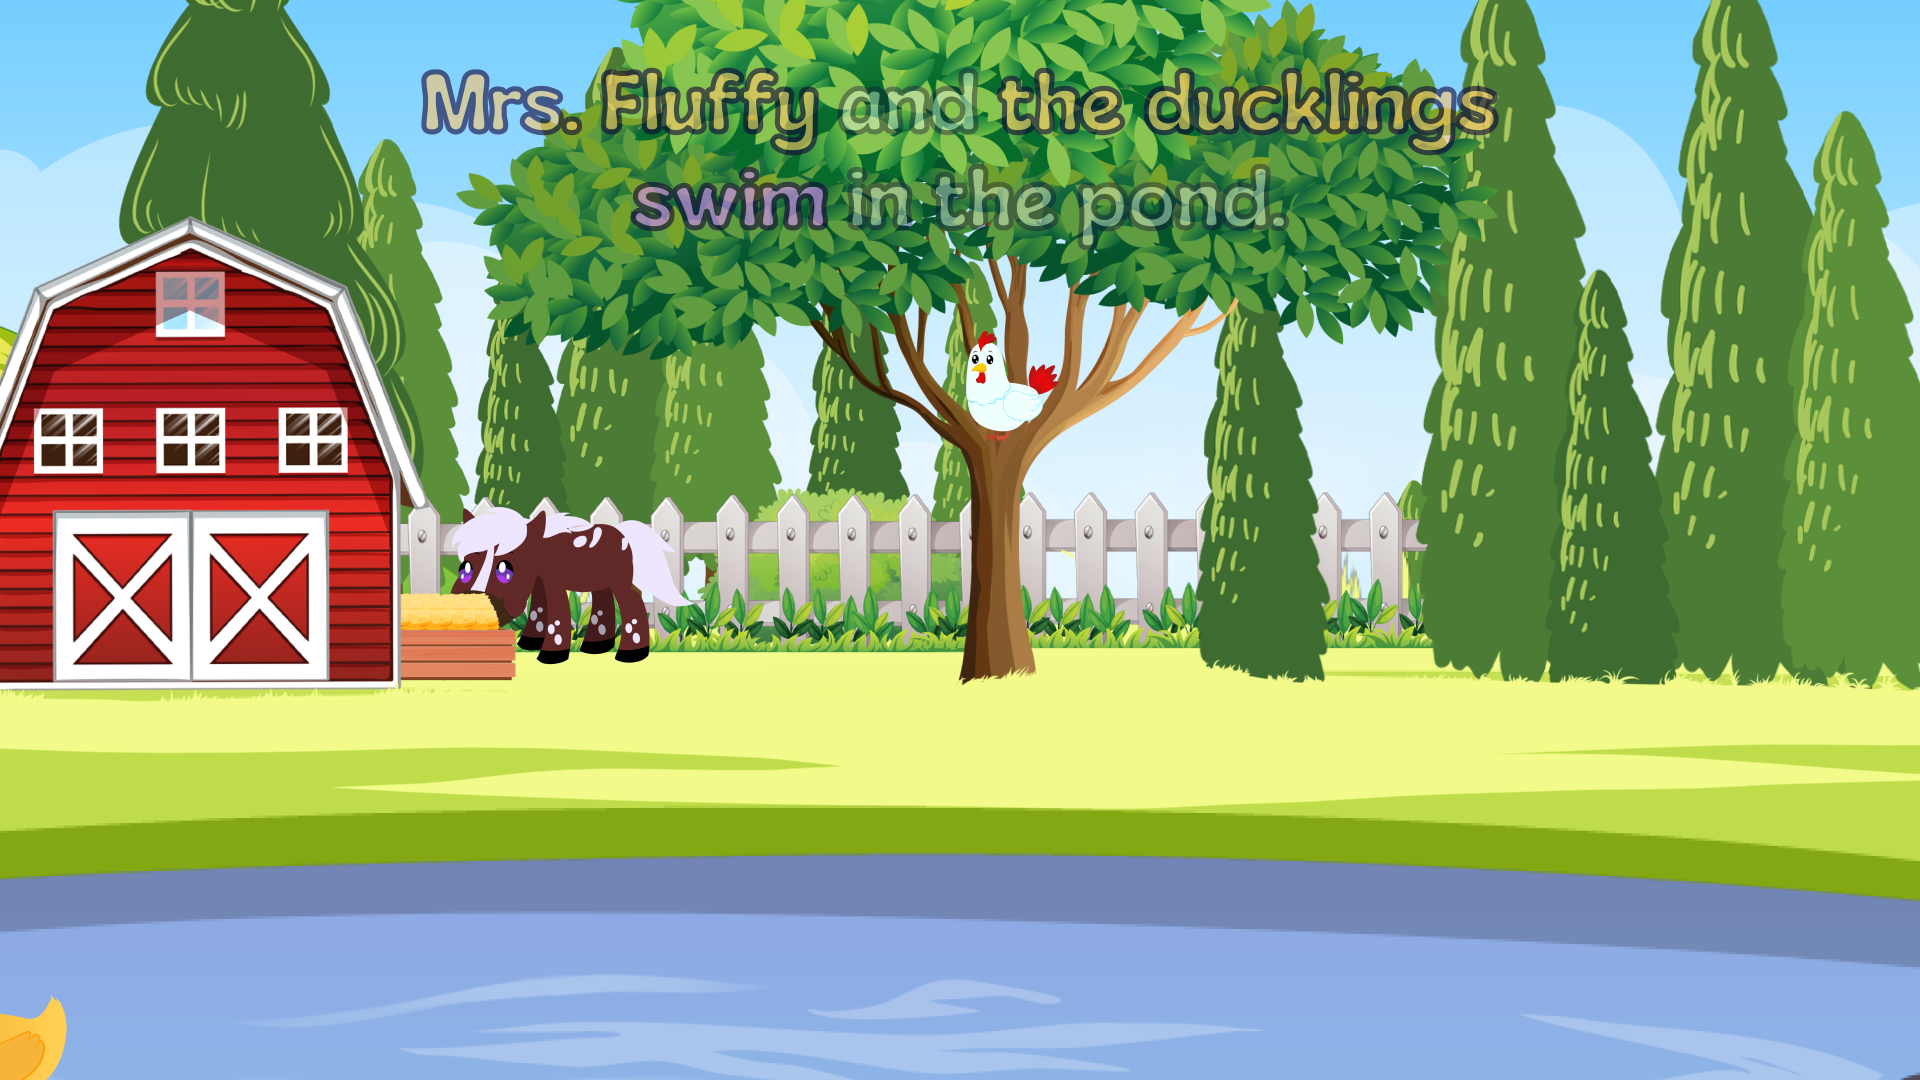 Mrs. Fluffy and the ducklings
swim in the pond.